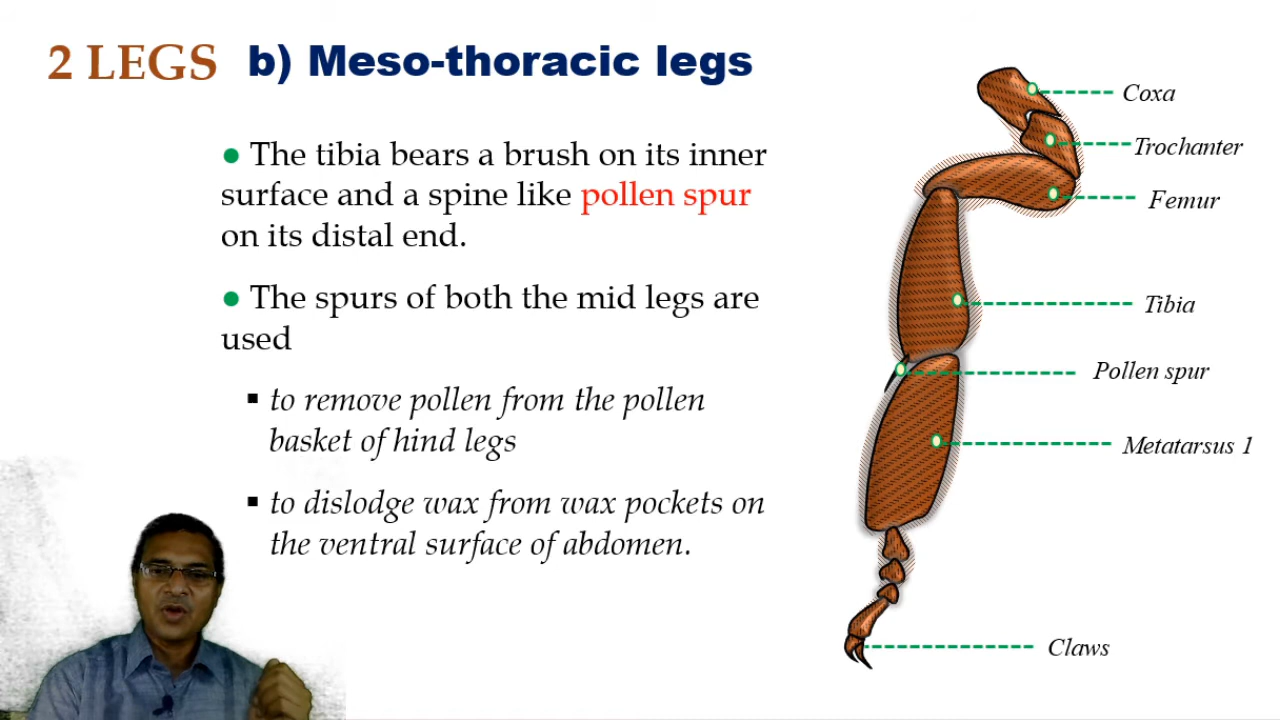 2 LEGS b) Meso-thoracic legs
● The tibia bears a brush on its inner
surface and a spine like pollen spur
on its distal end.
● The spurs of both the mid legs are
used
▪ to remove pollen from the pollen
basket of hind legs
▪ to dislodge wax from wax pockets on
the ventral surface of abdomen.
Coxa
Trochanter
Femur
Tibia
Pollen spur
Metatarsus 1
Claws